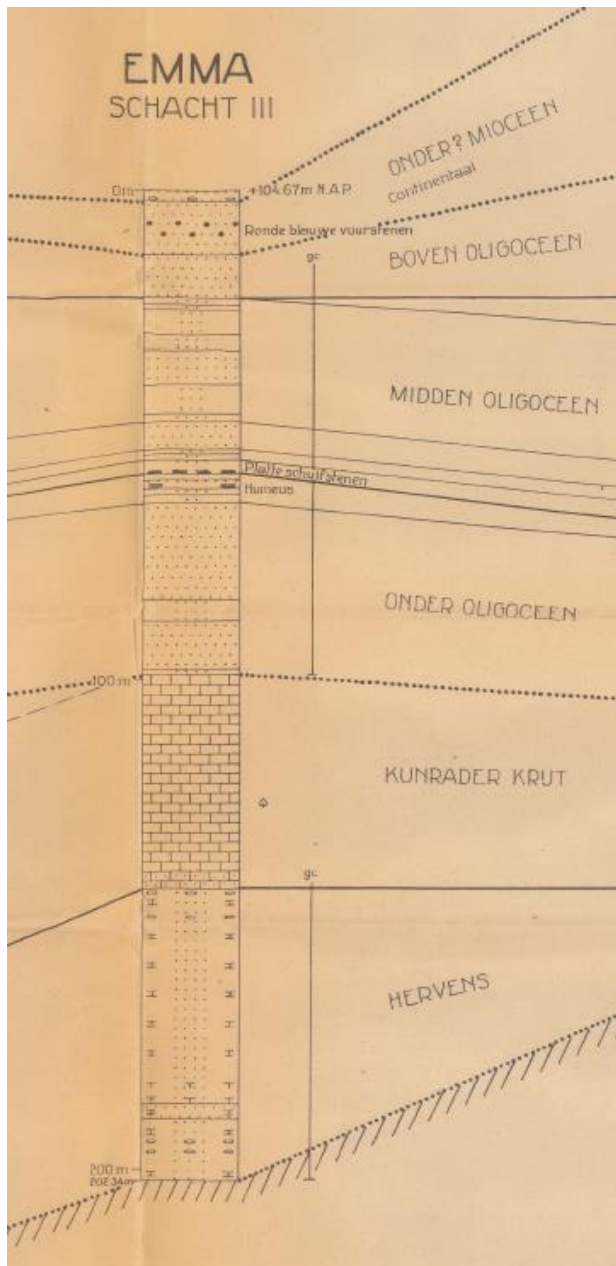 EMMA
SCHACHT III
ONDER? MIOCEEN
Continentaal
0m
+104.67m N.A.P.
Ronde blauwe vuurstenen
BOVEN OLIGOCEEN
gc
MIDDEN OLIGOCEEN
Platte schuifstenen
Humeus
ONDER OLIGOCEEN
100 m
KUNRADER KRIJT
gc
HERVENS
200 m
202.34m